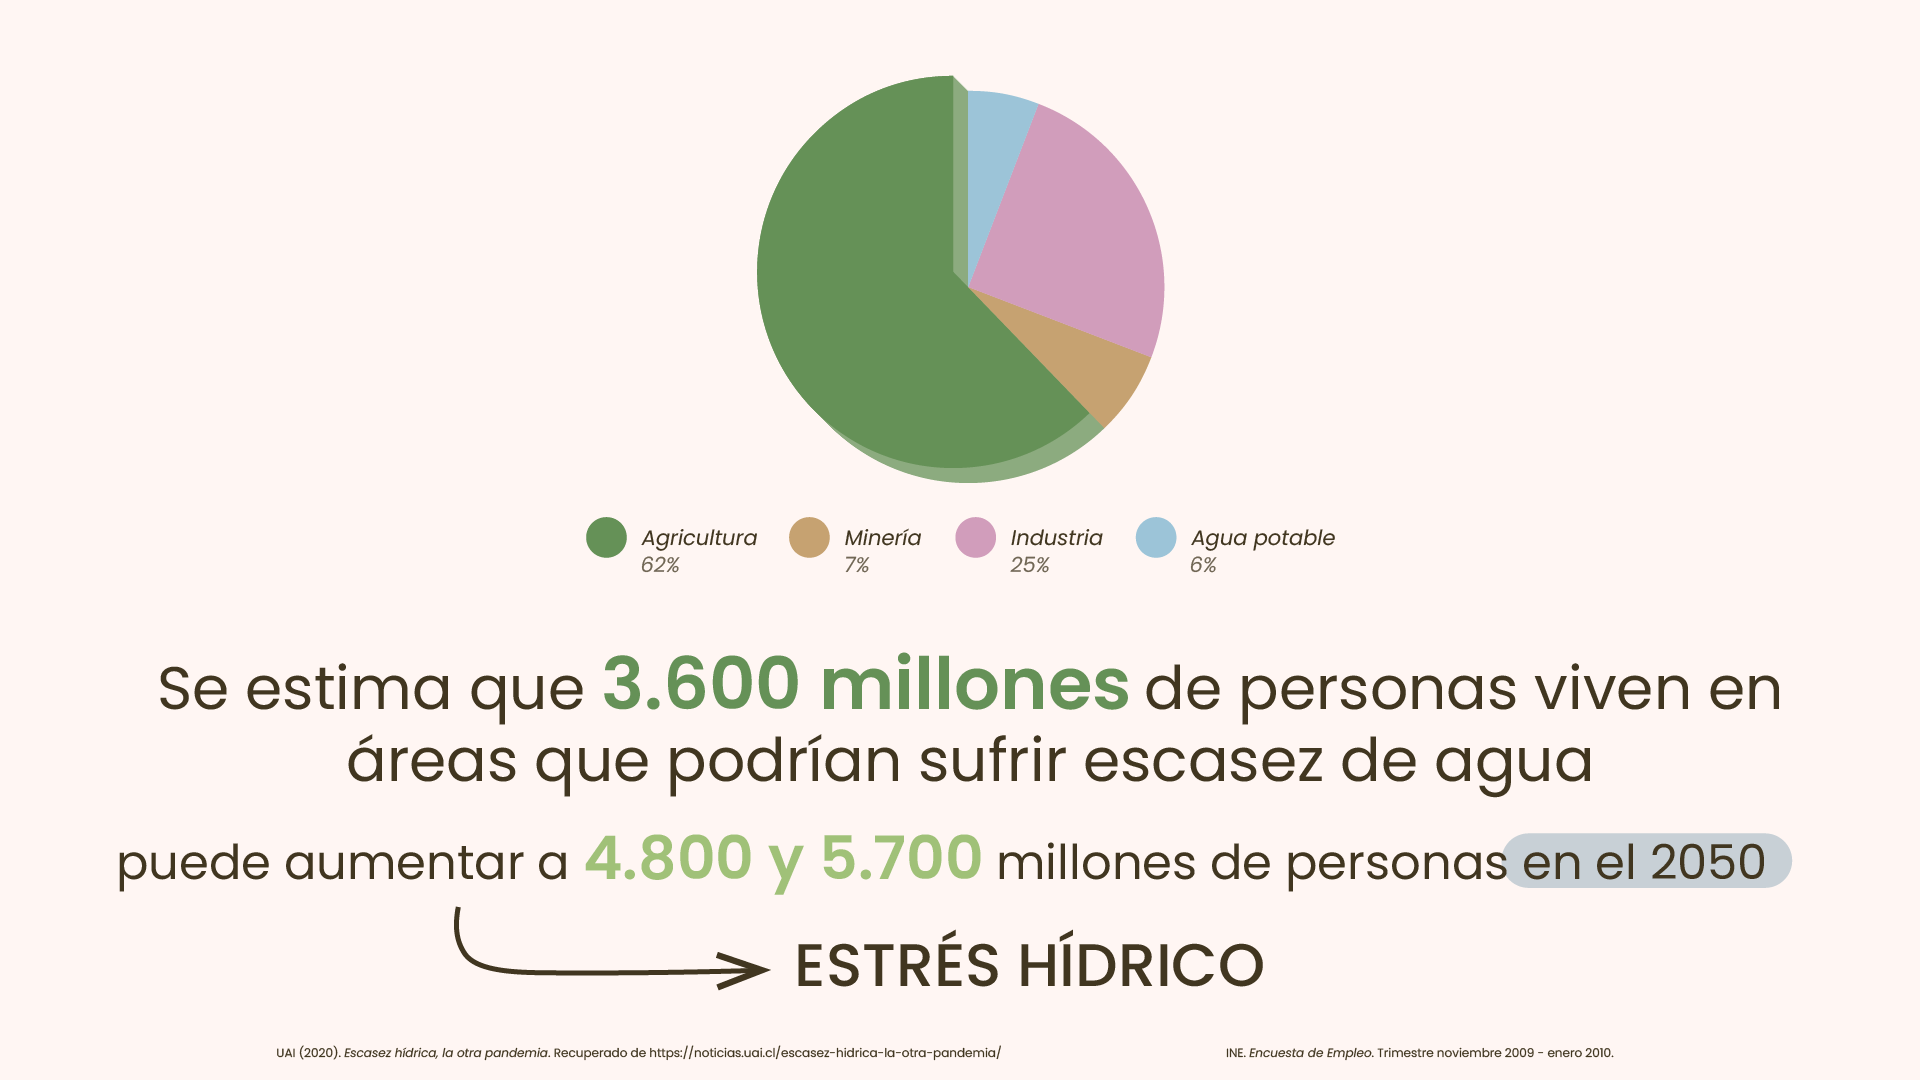 Agricultura
62%
Minería
7%
Industria
25%
Agua potable
6%
Se estima que 3.600 millones de personas viven en
áreas que podrían sufrir escasez de agua
puede aumentar a 4.800 y 5.700 millones de personas en el 2050
ESTRÉS HÍDRICO
UAI (2020). Escasez hídrica, la otra pandemia. Recuperado de https://noticias.uai.cl/escasez-hidrica-la-otra-pandemia/
INE. Encuesta de Empleo. Trimestre noviembre 2009 - enero 2010.